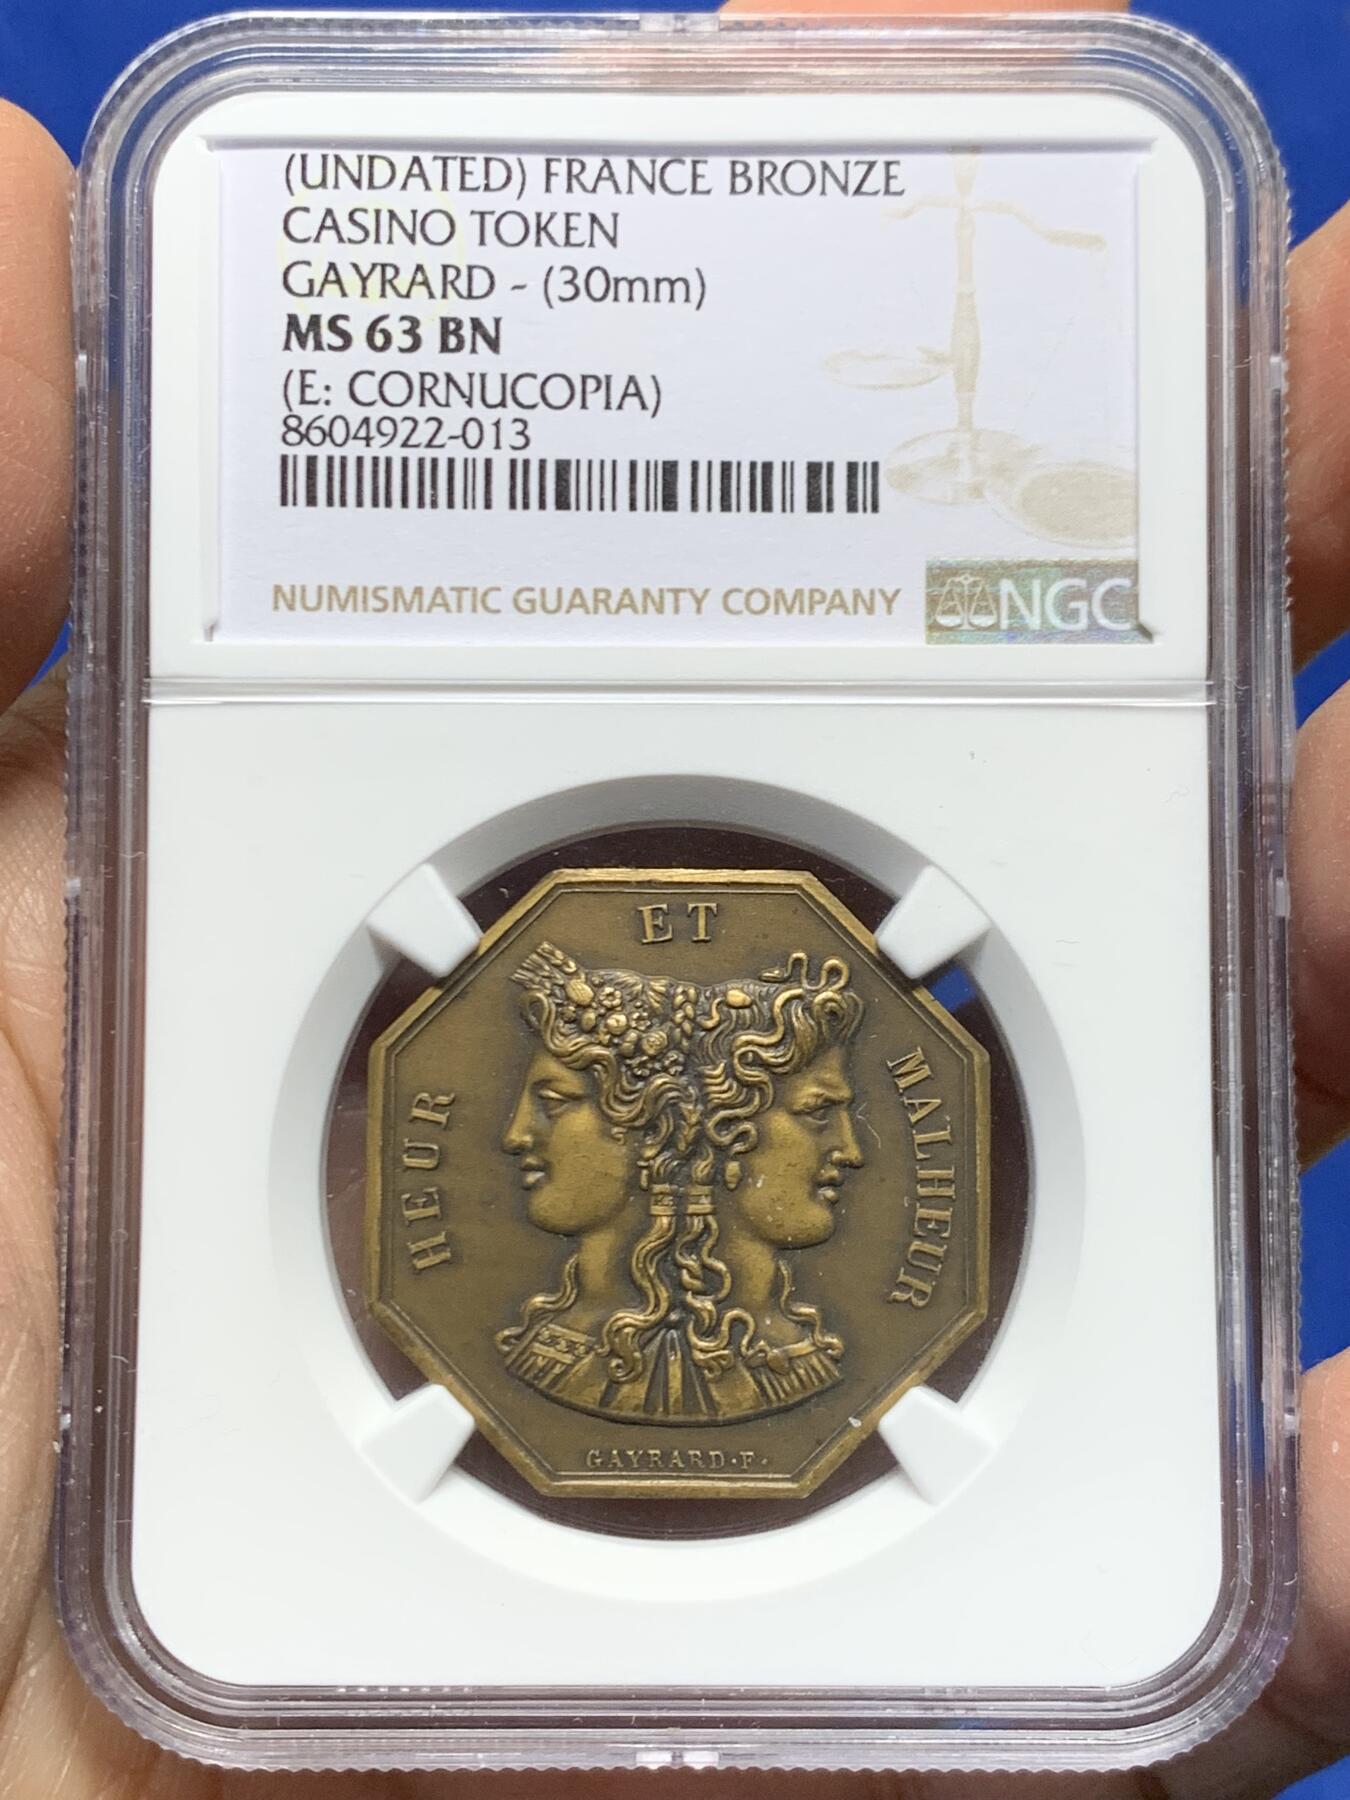 (UNDATED) FRANCE BRONZE
CASINO TOKEN
GAYRARD - (30mm)
MS 63 BN
(E: CORNUCOPIA)
8604922-013
NUMISMATIC GUARANTY COMPANY
NGC
HEUR
ET
MALHEUR
GAYRARD·F·